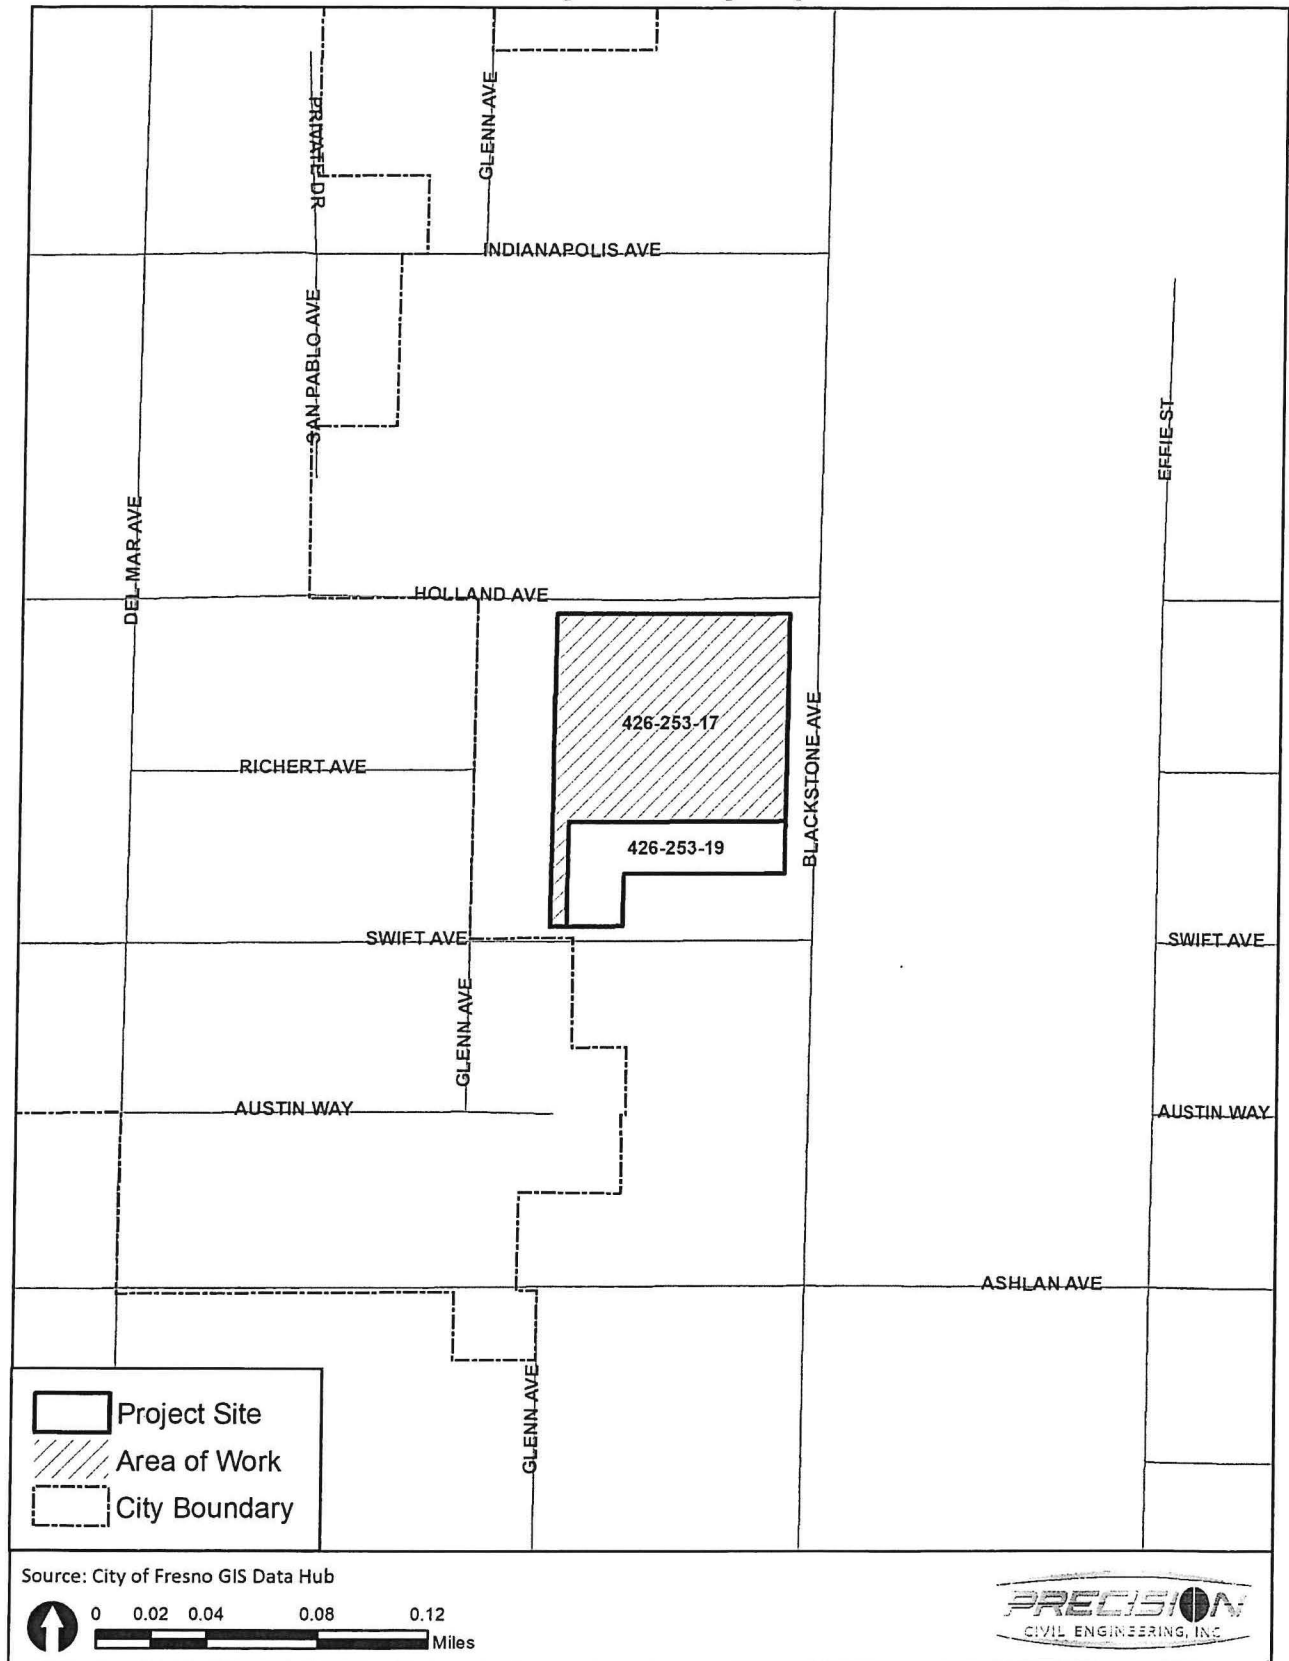 PRIVATE DR
GLENN AVE
INDIANAPOLIS AVE
SAN PABLO AVE
EFFIE ST
DEL MAR AVE
HOLLAND AVE
426-253-17
BLACKSTONE AVE
RICHERT AVE
426-253-19
SWIFT AVE
SWIFT AVE
GLENN AVE
AUSTIN WAY
AUSTIN WAY
ASHLAN AVE
GLENN AVE
Project Site
Area of Work
City Boundary
Source: City of Fresno GIS Data Hub
0 0.02 0.04 0.08 0.12
Miles
PRECISION
CIVIL ENGINEERING, INC